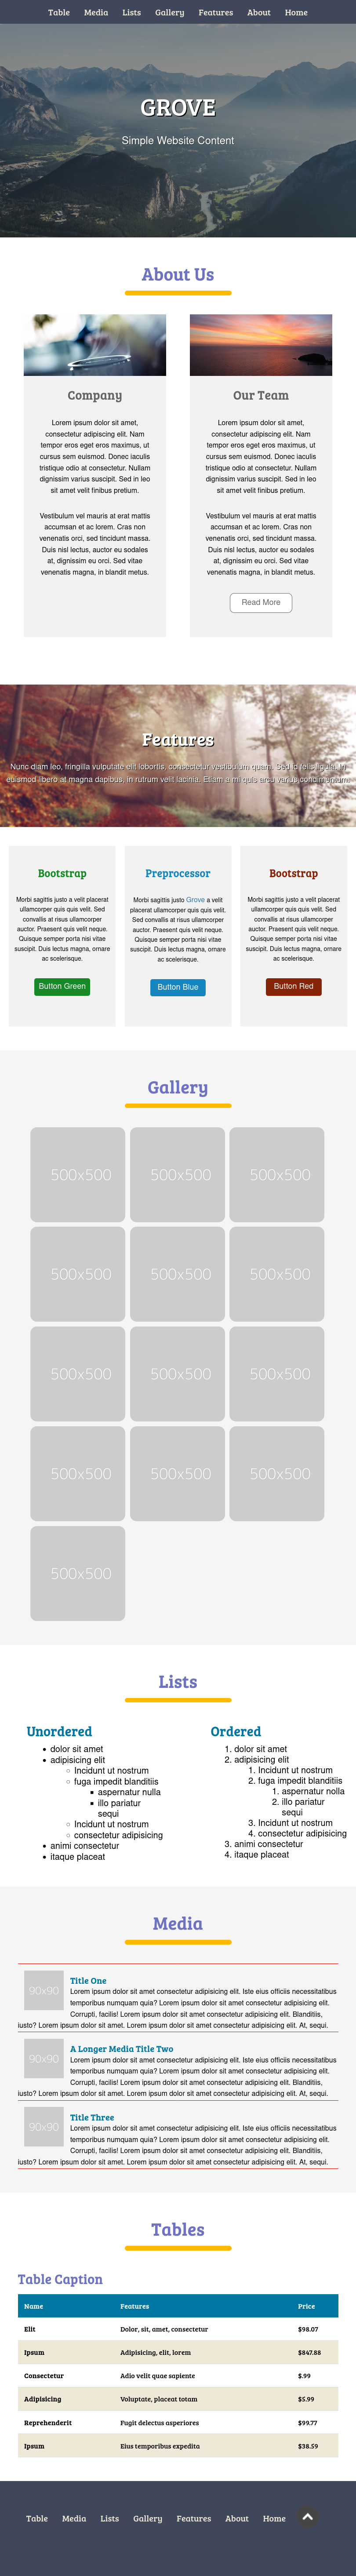 Table Media Lists Gallery Features About Home
GROVE
Simple Website Content
About Us
Company
Lorem ipsum dolor sit amet,
consectetur adipiscing elit. Nam
tempor eros eget eros maximus, ut
cursus sem euismod. Donec iaculis
tristique odio at consectetur. Nullam
dignissim varius suscipit. Sed in leo
sit amet velit finibus pretium.
Vestibulum vel mauris at erat mattis
accumsan et ac lorem. Cras non
venenatis orci, sed tincidunt massa.
Duis nisl lectus, auctor eu sodales
at, dignissim eu orci. Sed vitae
venenatis magna, in blandit metus.
Our Team
Lorem ipsum dolor sit amet,
consectetur adipiscing elit. Nam
tempor eros eget eros maximus, ut
cursus sem euismod. Donec iaculis
tristique odio at consectetur. Nullam
dignissim varius suscipit. Sed in leo
sit amet velit finibus pretium.
Vestibulum vel mauris at erat mattis
accumsan et ac lorem. Cras non
venenatis orci, sed tincidunt massa.
Duis nisl lectus, auctor eu sodales
at, dignissim eu orci. Sed vitae
venenatis magna, in blandit metus.
Read More
Features
Nunc diam leo, fringilla vulputate elit lobortis, consectetur vestibulum quam. Sed id felis ligula. In
euismod libero at magna dapibus, in rutrum velit lacinia. Etiam a mi quis arcu varius condimentum.
Bootstrap
Morbi sagittis justo a velit placerat
ullamcorper quis quis velit. Sed
convallis at risus ullamcorper
auctor. Praesent quis velit neque.
Quisque semper porta nisi vitae
suscipit. Duis lectus magna, ornare
ac scelerisque.
Button Green
Preprocessor
Morbi sagittis justo Grove a velit
placerat ullamcorper quis quis velit.
Sed convallis at risus ullamcorper
auctor. Praesent quis velit neque.
Quisque semper porta nisi vitae
suscipit. Duis lectus magna, ornare
ac scelerisque.
Button Blue
Bootstrap
Morbi sagittis justo a velit placerat
ullamcorper quis quis velit. Sed
convallis at risus ullamcorper
auctor. Praesent quis velit neque.
Quisque semper porta nisi vitae
suscipit. Duis lectus magna, ornare
ac scelerisque.
Button Red
Gallery
500x500 500x500 500x500
500x500 500x500 500x500
500x500 500x500 500x500
500x500 500x500 500x500
500x500
Lists
Unordered
• dolor sit amet
• adipisicing elit
○ Incidunt ut nostrum
○ fuga impedit blanditiis
▪ aspernatur nulla
▪ illo pariatur
sequi
○ Incidunt ut nostrum
○ consectetur adipisicing
• animi consectetur
• itaque placeat
Ordered
1. dolor sit amet
2. adipisicing elit
1. Incidunt ut nostrum
2. fuga impedit blanditiis
1. aspernatur nulla
2. illo pariatur
sequi
3. Incidunt ut nostrum
4. consectetur adipisicing
3. animi consectetur
4. itaque placeat
Media
90x90
Title One
Lorem ipsum dolor sit amet consectetur adipisicing elit. Iste eius officiis necessitatibus
temporibus numquam quia? Lorem ipsum dolor sit amet consectetur adipisicing elit.
Corrupti, facilis! Lorem ipsum dolor sit amet consectetur adipisicing elit. Blanditiis,
iusto? Lorem ipsum dolor sit amet. Lorem ipsum dolor sit amet consectetur adipisicing elit. At, sequi.
90x90
A Longer Media Title Two
Lorem ipsum dolor sit amet consectetur adipisicing elit. Iste eius officiis necessitatibus
temporibus numquam quia? Lorem ipsum dolor sit amet consectetur adipisicing elit.
Corrupti, facilis! Lorem ipsum dolor sit amet consectetur adipisicing elit. Blanditiis,
iusto? Lorem ipsum dolor sit amet. Lorem ipsum dolor sit amet consectetur adipisicing elit. At, sequi.
90x90
Title Three
Lorem ipsum dolor sit amet consectetur adipisicing elit. Iste eius officiis necessitatibus
temporibus numquam quia? Lorem ipsum dolor sit amet consectetur adipisicing elit.
Corrupti, facilis! Lorem ipsum dolor sit amet consectetur adipisicing elit. Blanditiis,
iusto? Lorem ipsum dolor sit amet. Lorem ipsum dolor sit amet consectetur adipisicing elit. At, sequi.
Tables
Table Caption
Name Features Price
Elit Dolor, sit, amet, consectetur $98.07
Ipsum Adipisicing, elit, lorem $847.88
Consectetur Adio velit quae sapiente $.99
Adipisicing Voluptate, placeat totam $5.99
Reprehenderit Fugit delectus asperiores $99.77
Ipsum Eius temporibus expedita $38.59
Table Media Lists Gallery Features About Home